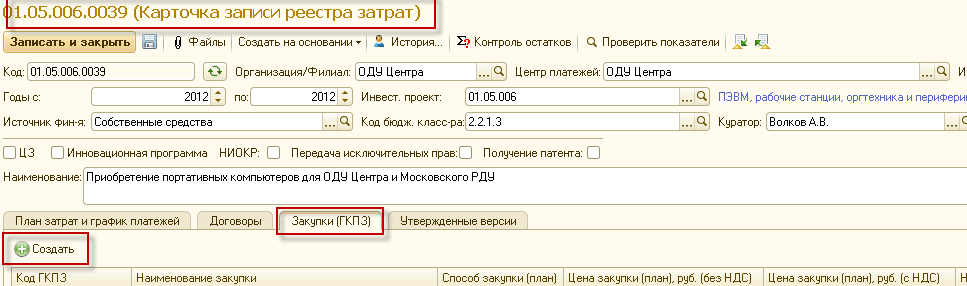 01.05.006.0039 (Карточка записи реестра затрат)
Записать и закрыть Файлы Создать на основании История... Σ? Контроль остатков Проверить показатели
Код: 01.05.006.0039 Организация/Филиал: ОДУ Центра ... Центр платежей: ОДУ Центра ... И
Годы с: 2012 по: 2012 Инвест. проект: 01.05.006 ... ПЭВМ, рабочие станции, оргтехника и перифери
Источник фин-я: Собственные средства ... Код бюдж. класс-ра: 2.2.1.3 ... Куратор: Волков А.В. ...
ЦЗ Инновационная программа НИОКР: Передача исключительных прав: Получение патента:
Наименование: Приобретение портативных компьютеров для ОДУ Центра и Московского РДУ
План затрат и график платежей Договоры Закупки (ГКПЗ) Утвержденные версии
Создать
Код ГКПЗ Наименование закупки Способ закупки (план) Цена закупки (план), руб. (без НДС) Цена закупки (план), руб. (с НДС) Н